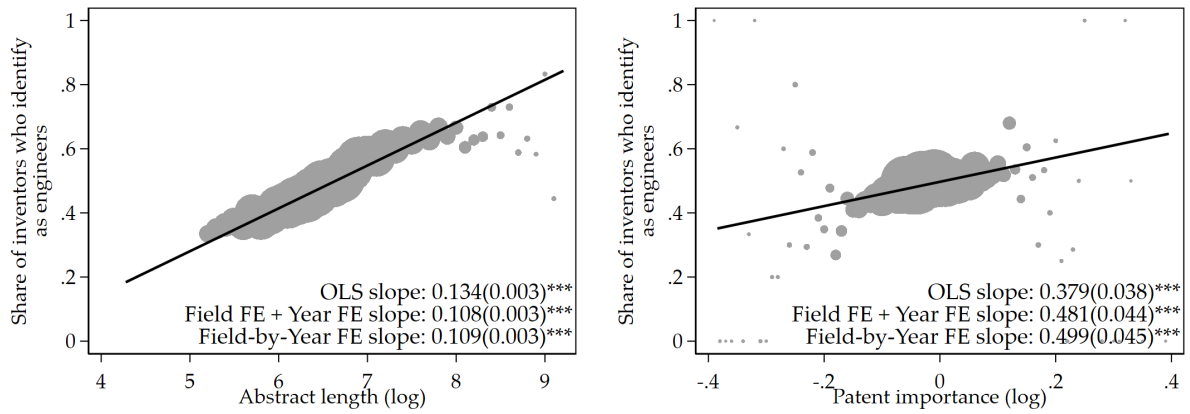 Share of inventors who identify
as engineers
1
.8
.6
.4
.2
0
OLS slope: 0.134(0.003)***
Field FE + Year FE slope: 0.108(0.003)***
Field-by-Year FE slope: 0.109(0.003)***
4
5
6
7
8
9
Abstract length (log)
Share of inventors who identify
as engineers
1
.8
.6
.4
.2
0
OLS slope: 0.379(0.038)***
Field FE + Year FE slope: 0.481(0.044)***
Field-by-Year FE slope: 0.499(0.045)***
-.4
-.2
0
.2
.4
Patent importance (log)